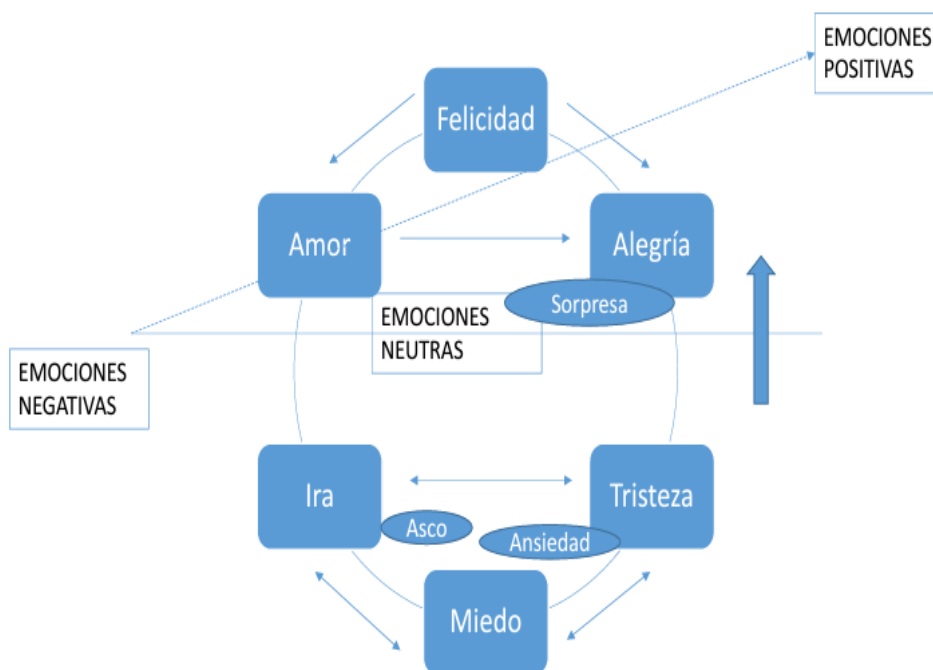 EMOCIONES
POSITIVAS
Felicidad
Amor
Alegría
Sorpresa
EMOCIONES
NEUTRAS
EMOCIONES
NEGATIVAS
Ira
Tristeza
Asco
Ansiedad
Miedo